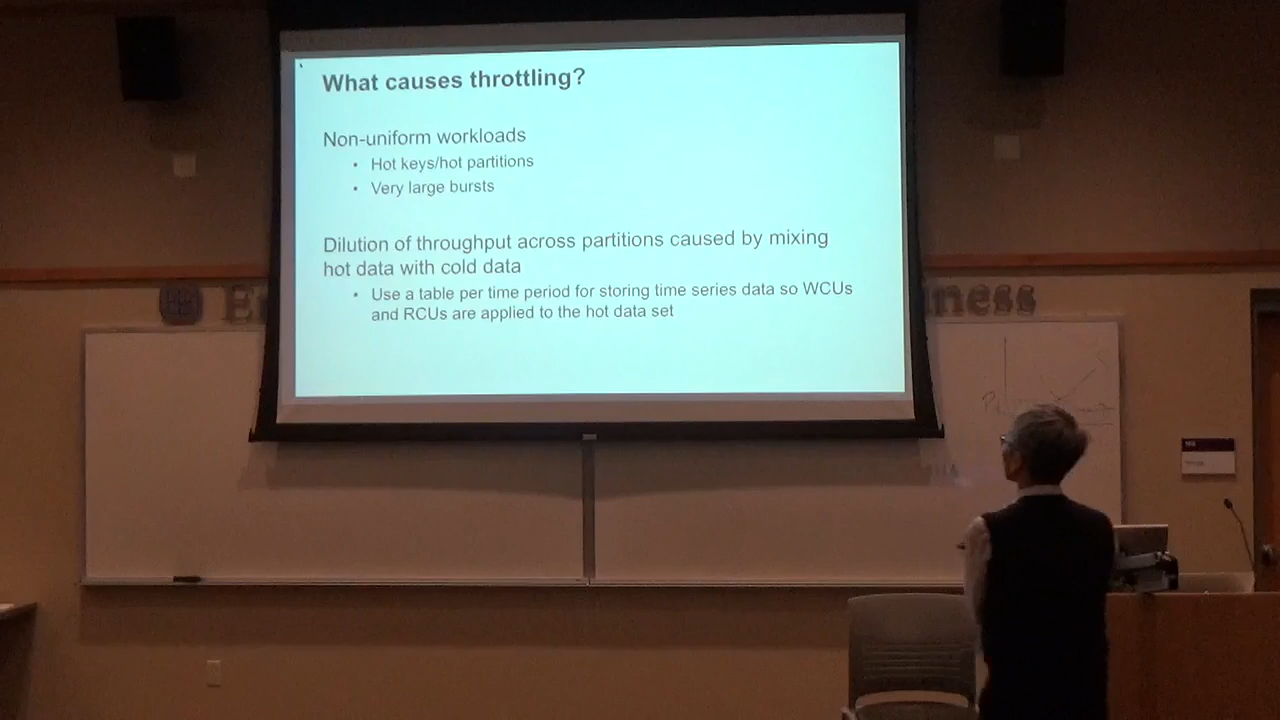 What causes throttling?
Non-uniform workloads
• Hot keys/hot partitions
• Very large bursts
Dilution of throughput across partitions caused by mixing
hot data with cold data
• Use a table per time period for storing time series data so WCUs
and RCUs are applied to the hot data set